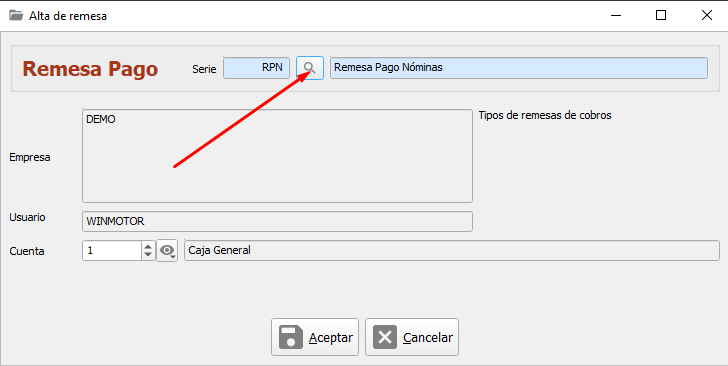 Alta de remesa
Remesa Pago
Serie
RPN
Remesa Pago Nóminas
Empresa
DEMO
Tipos de remesas de cobros
Usuario
WINMOTOR
Cuenta
1
Caja General
Aceptar
Cancelar